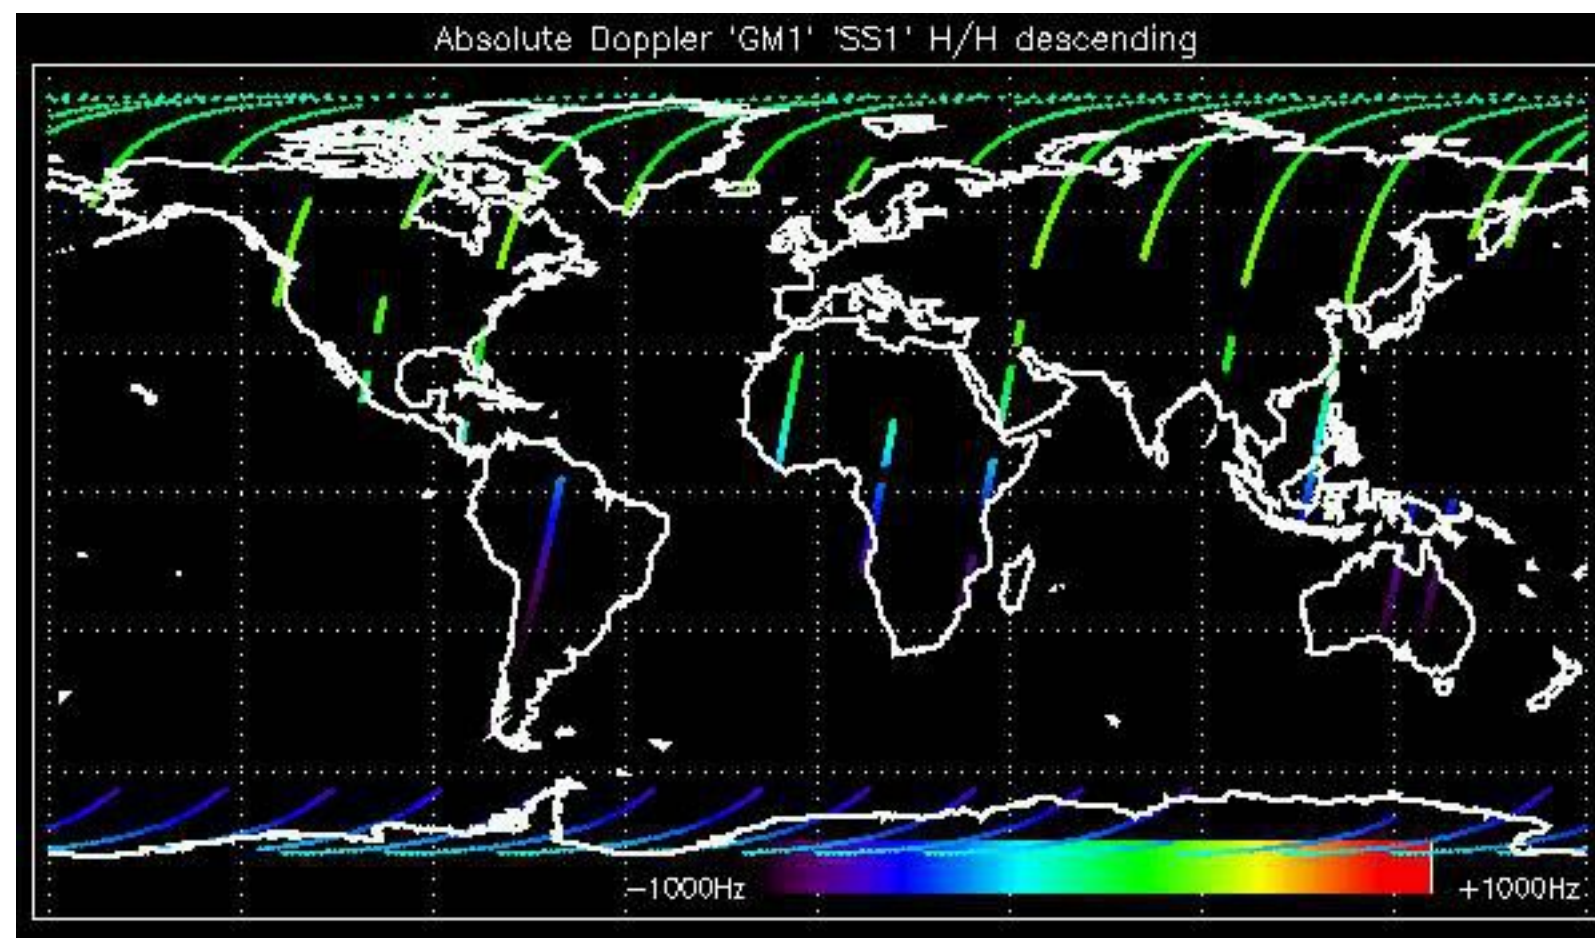 Absolute Doppler 'GM1' 'SS1' H/H descending
-1000Hz +1000Hz